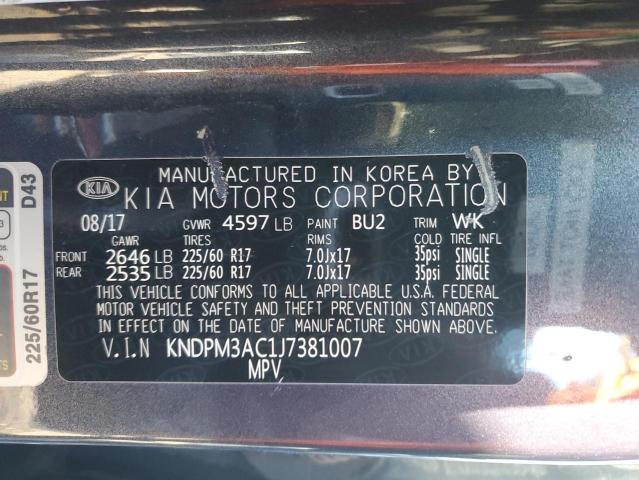 MANUFACTURED IN KOREA BY
KIA KIA MOTORS CORPORATION
08/17 GVWR 4597 LB PAINT BU2 TRIM WK
GAWR TIRES RIMS COLD TIRE INFL
FRONT 2646 LB 225/60 R17 7.0Jx17 35psi SINGLE
REAR 2535 LB 225/60 R17 7.0Jx17 35psi SINGLE
THIS VEHICLE CONFORMS TO ALL APPLICABLE U.S.A. FEDERAL
MOTOR VEHICLE SAFETY AND THEFT PREVENTION STANDARDS
IN EFFECT ON THE DATE OF MANUFACTURE SHOWN ABOVE.
V.I.N KNDPM3AC1J7381007
MPV
D43
225/60R17